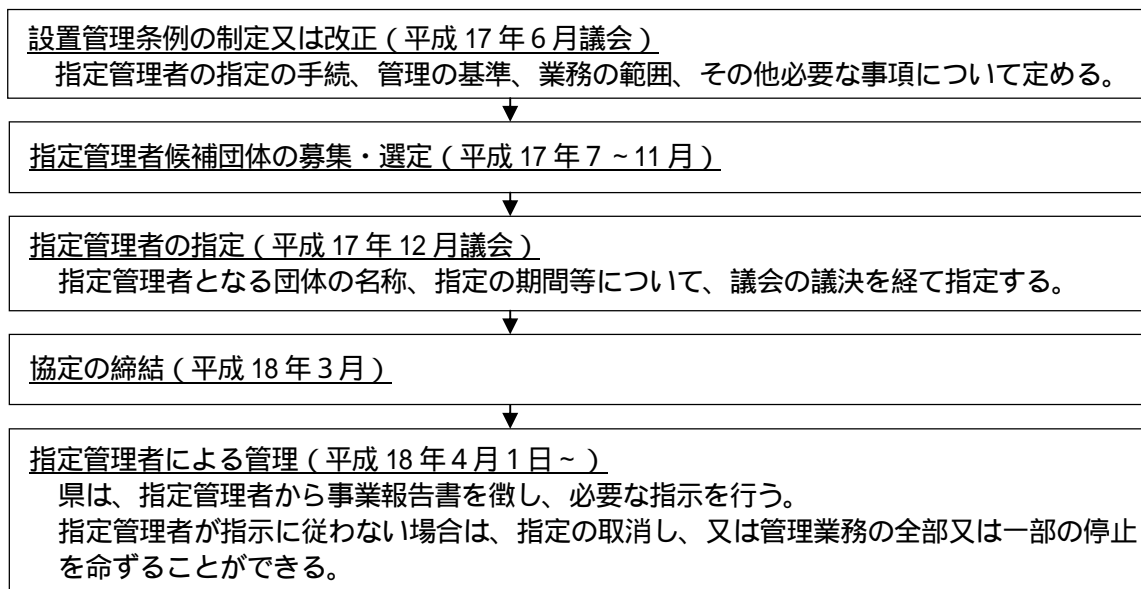 設置管理条例の制定又は改正（平成17年6月議会）
指定管理者の指定の手続、管理の基準、業務の範囲、その他必要な事項について定める。
指定管理者候補団体の募集・選定（平成17年7～11月）
指定管理者の指定（平成17年12月議会）
指定管理者となる団体の名称、指定の期間等について、議会の議決を経て指定する。
協定の締結（平成18年3月）
指定管理者による管理（平成18年4月1日～）
県は、指定管理者から事業報告書を徴し、必要な指示を行う。
指定管理者が指示に従わない場合は、指定の取消し、又は管理業務の全部又は一部の停止
を命ずることができる。